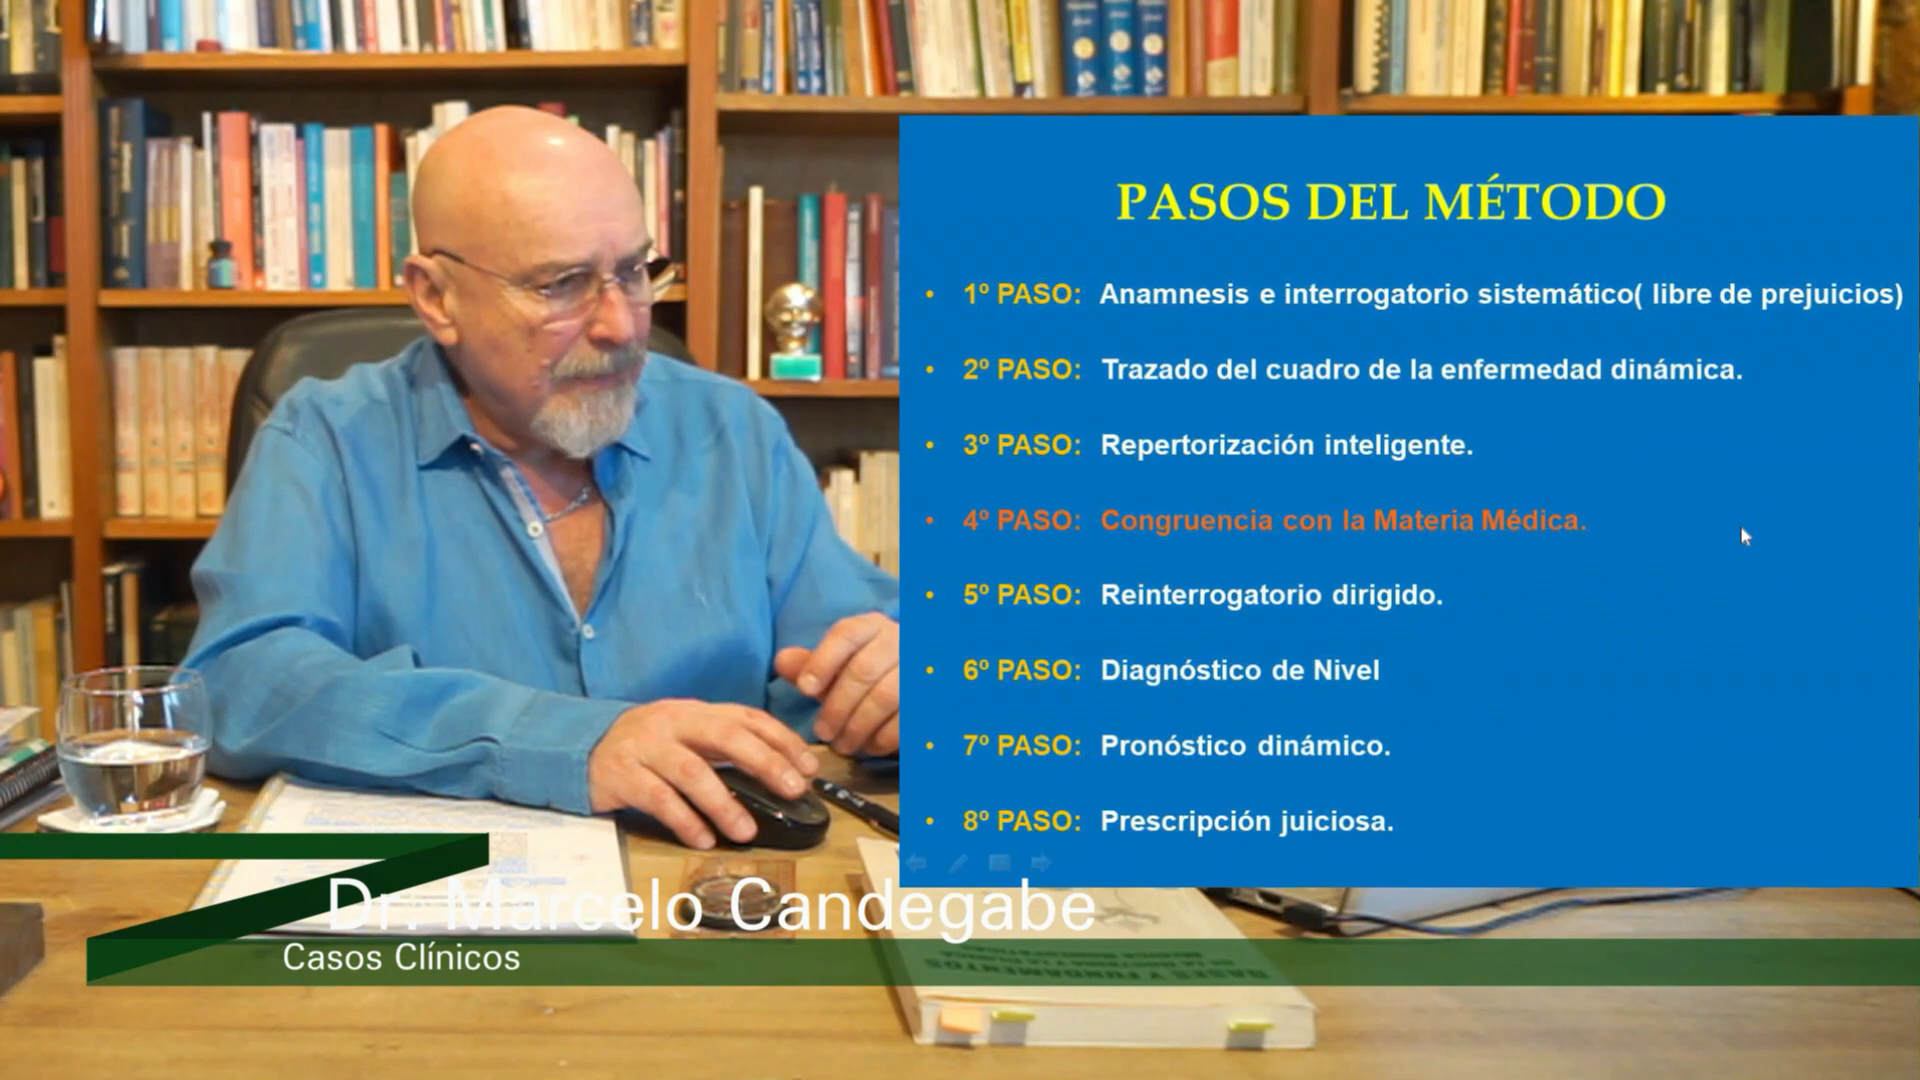 PASOS DEL MÉTODO
• 1º PASO: Anamnesis e interrogatorio sistemático( libre de prejuicios)
• 2º PASO: Trazado del cuadro de la enfermedad dinámica.
• 3º PASO: Repertorización inteligente.
• 4º PASO: Congruencia con la Materia Médica.
• 5º PASO: Reinterrogatorio dirigido.
• 6º PASO: Diagnóstico de Nivel
• 7º PASO: Pronóstico dinámico.
• 8º PASO: Prescripción juiciosa.
Dr. Marcelo Candegabe
Casos Clínicos
BASES Y FUNDAMENTOS